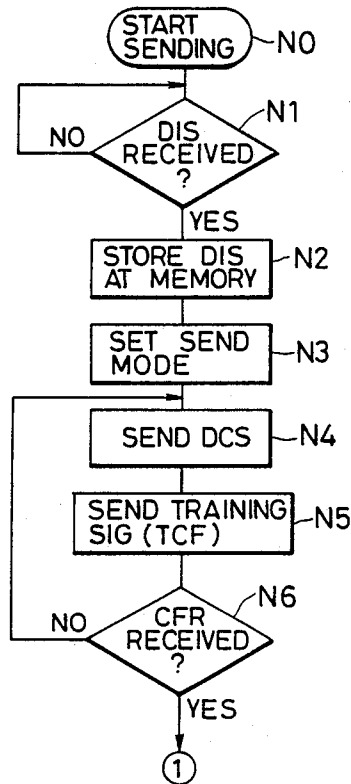 START
SENDING
N0
N1
DIS
RECEIVED
?
NO
YES
STORE DIS
AT MEMORY
N2
SET SEND
MODE
N3
SEND DCS
N4
SEND TRAINING
SIG (TCF)
N5
N6
CFR
RECEIVED
?
NO
YES
1